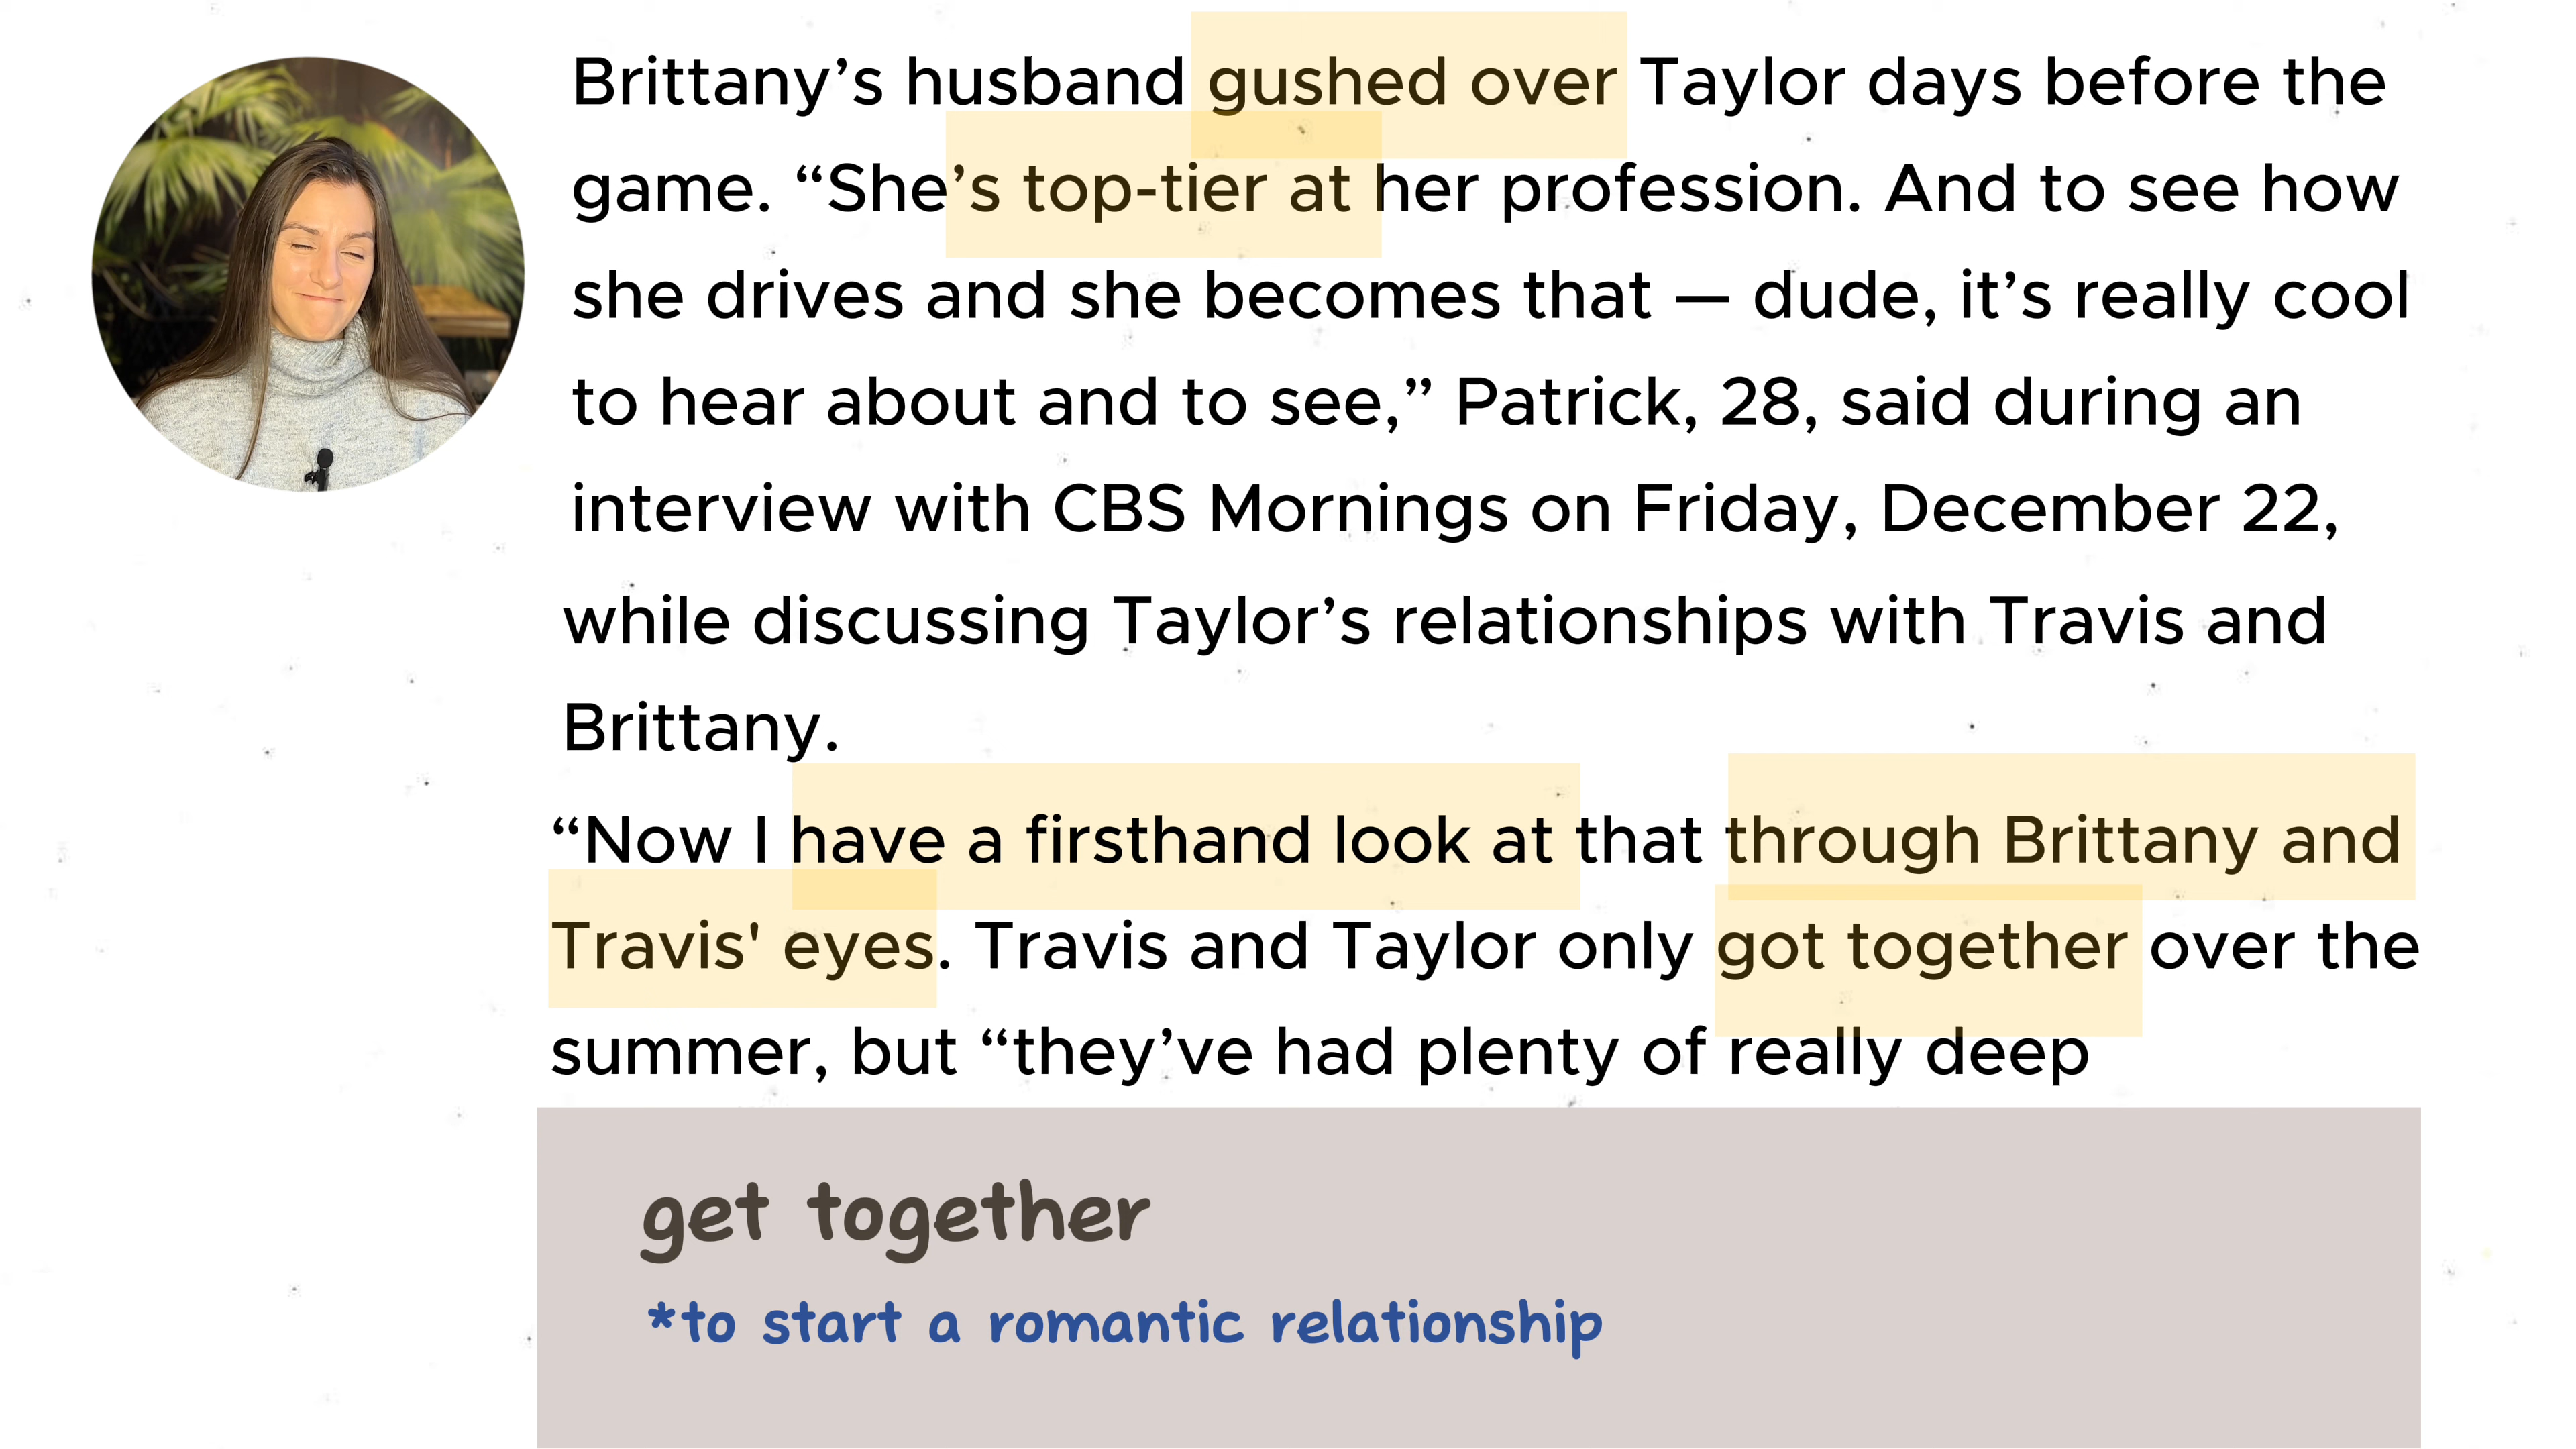 Brittany’s husband gushed over Taylor days before the
game. “She’s top-tier at her profession. And to see how
she drives and she becomes that — dude, it’s really cool
to hear about and to see,” Patrick, 28, said during an
interview with CBS Mornings on Friday, December 22,
while discussing Taylor’s relationships with Travis and
Brittany.
“Now I have a firsthand look at that through Brittany and
Travis' eyes. Travis and Taylor only got together over the
summer, but “they’ve had plenty of really deep
get together
*to start a romantic relationship